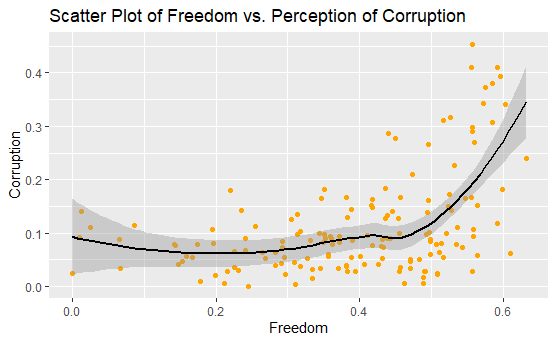 Scatter Plot of Freedom vs. Perception of Corruption
0.4
0.3
0.2
0.1
0.0
Corruption
0.0 0.2 0.4 0.6
Freedom